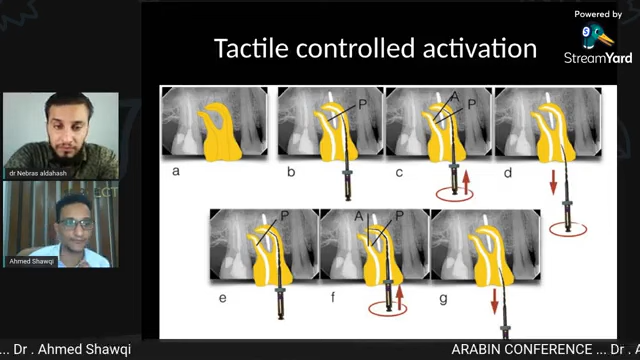 Powered by
StreamYard
Tactile controlled activation
P
A
P
a
b
c
d
P
A
P
e
f
g
dr Nebras aldahash
Ahmed Shawqi
... Dr . Ahmed Shawqi
ARABIN CONFERENCE ... Dr . A